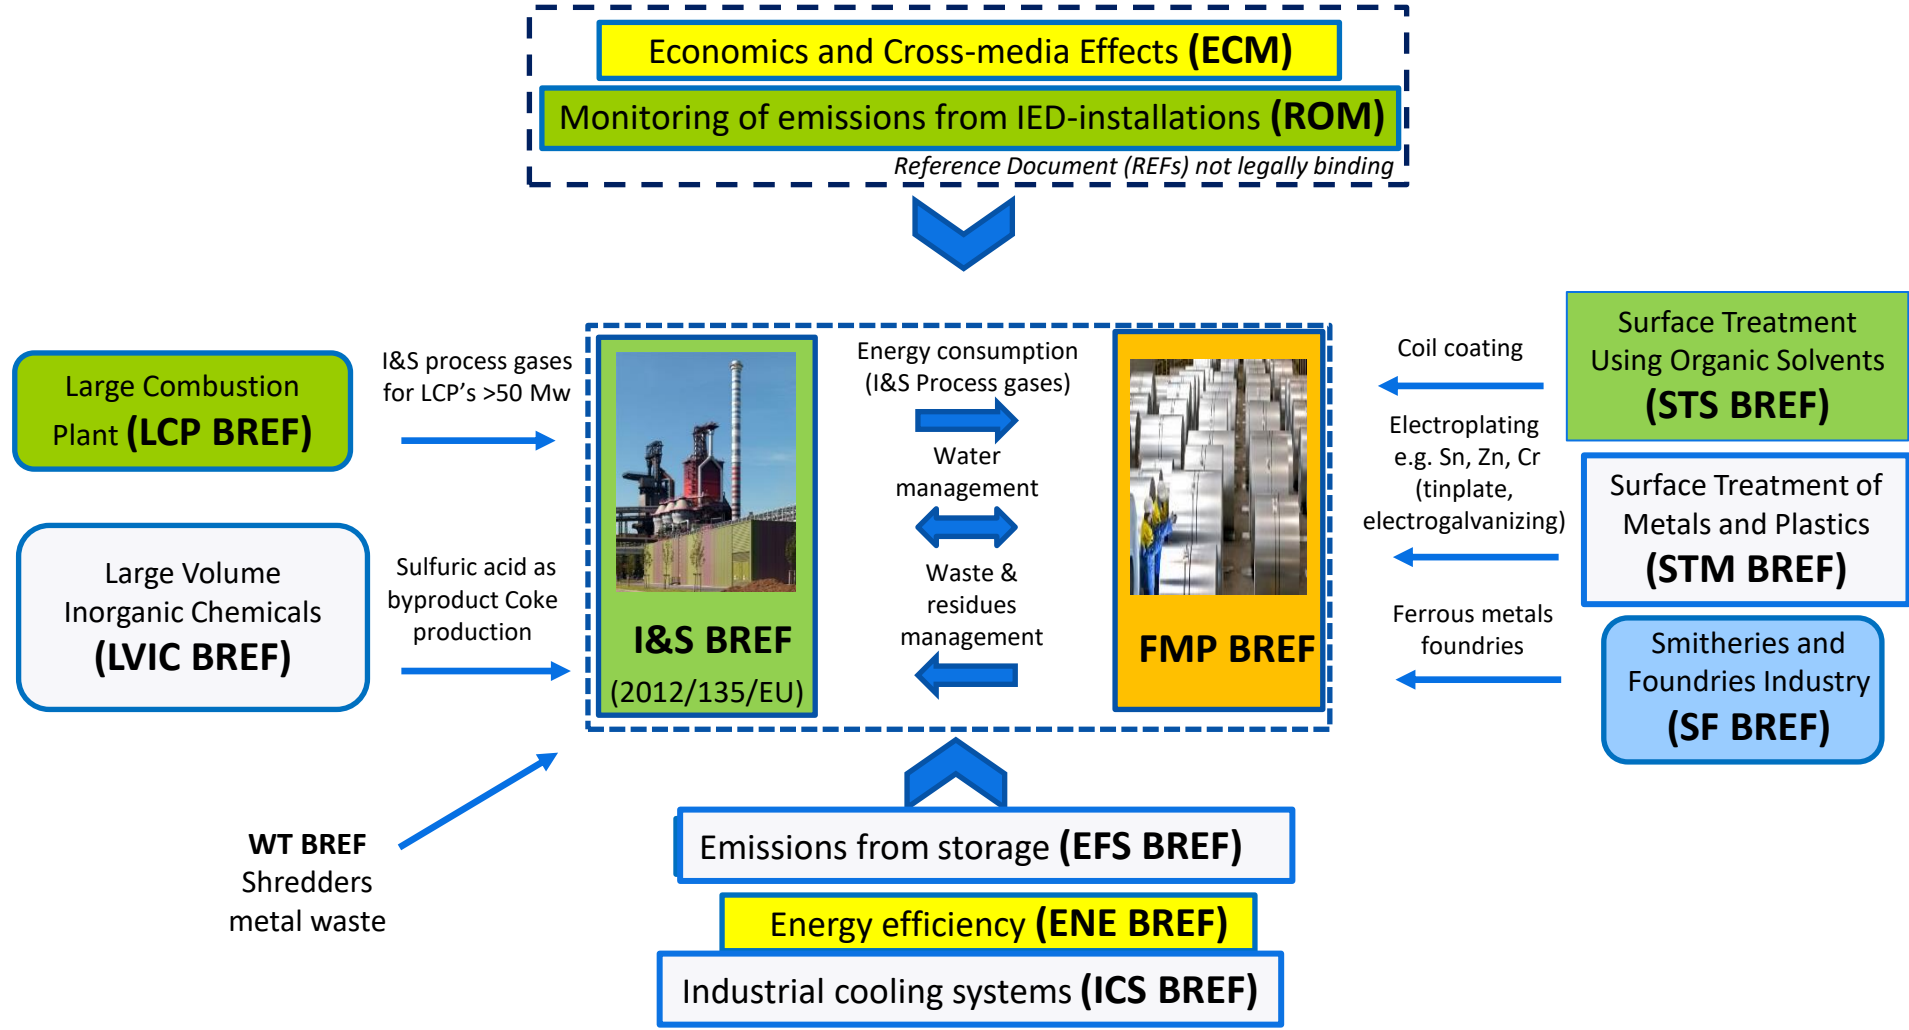 Economics and Cross-media Effects (ECM)
Monitoring of emissions from IED-installations (ROM)
Reference Document (REFs) not legally binding
Large Combustion
Plant (LCP BREF)
I&S process gases
for LCP's >50 Mw
Large Volume
Inorganic Chemicals
(LVIC BREF)
Sulfuric acid as
byproduct Coke
production
WT BREF
Shredders
metal waste
I&S BREF
(2012/135/EU)
Energy consumption
(I&S Process gases)
Water
management
Waste &
residues
management
FMP BREF
Coil coating
Electroplating
e.g. Sn, Zn, Cr
(tinplate,
electrogalvanizing)
Ferrous metals
foundries
Surface Treatment
Using Organic Solvents
(STS BREF)
Surface Treatment of
Metals and Plastics
(STM BREF)
Smitheries and
Foundries Industry
(SF BREF)
Emissions from storage (EFS BREF)
Energy efficiency (ENE BREF)
Industrial cooling systems (ICS BREF)